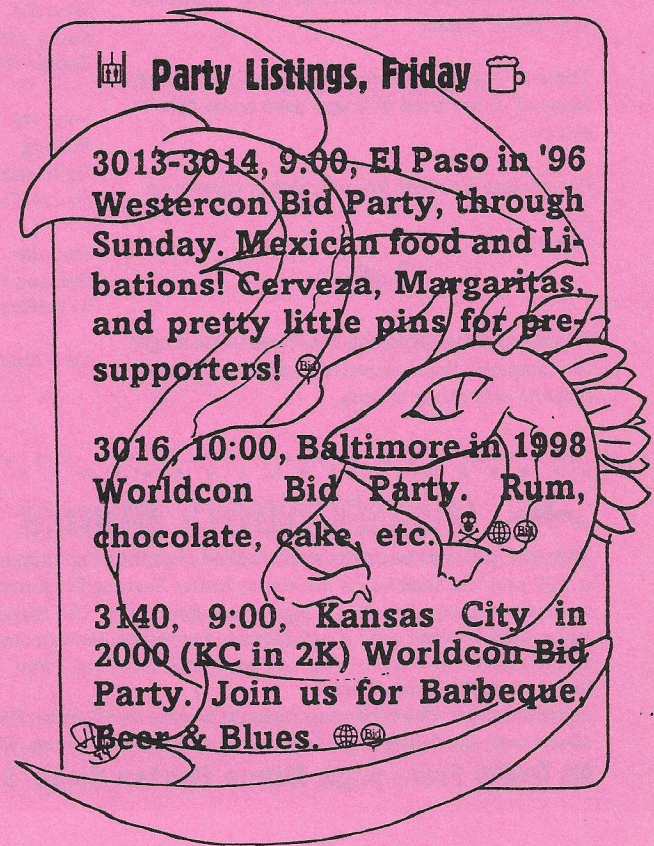 Party Listings, Friday
3013-3014, 9:00, El Paso in '96
Westercon Bid Party, through
Sunday. Mexican food and Li-
bations! Cerveza, Margaritas,
and pretty little pins for pre-
supporters! Bid
3016, 10:00, Baltimore in 1998
Worldcon Bid Party. Rum,
chocolate, cake, etc. Bid
3140, 9:00, Kansas City in
2000 (KC in 2K) Worldcon Bid
Party. Join us for Barbeque,
Beer & Blues. Bid